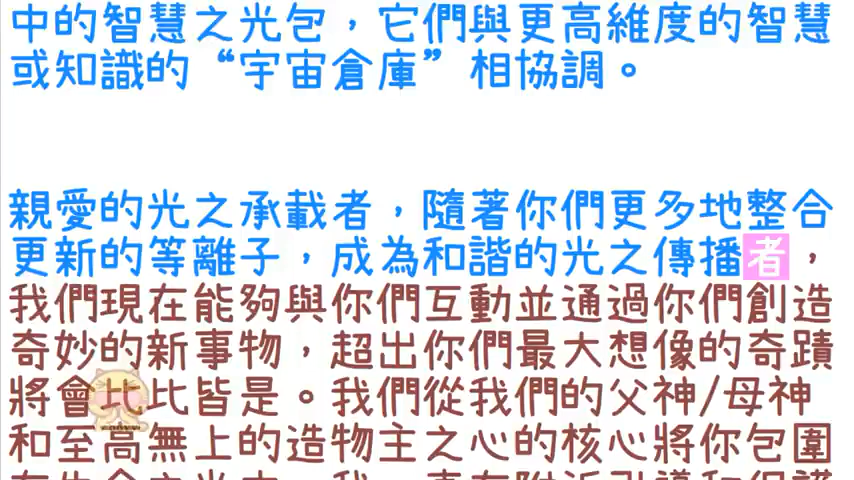 中的智慧之光包，它們與更高維度的智慧
或知識的“宇宙倉庫”相協調。
親愛的光之承載者，隨著你們更多地整合
更新的等離子，成為和諧的光之傳播者，
我們現在能夠與你們互動並通過你們創造
奇妙的新事物，超出你們最大想像的奇蹟
將會比比皆是。我們從我們的父神/母神
和至高無上的造物主之心的核心將你包圍